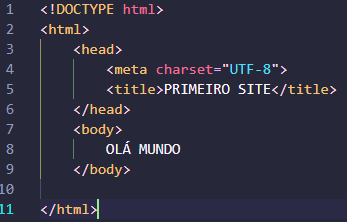 1 <!DOCTYPE html>
2 <html>
3 <head>
4 <meta charset="UTF-8">
5 <title>PRIMEIRO SITE</title>
6 </head>
7 <body>
8 OLÁ MUNDO
9 </body>
10
11 </html>